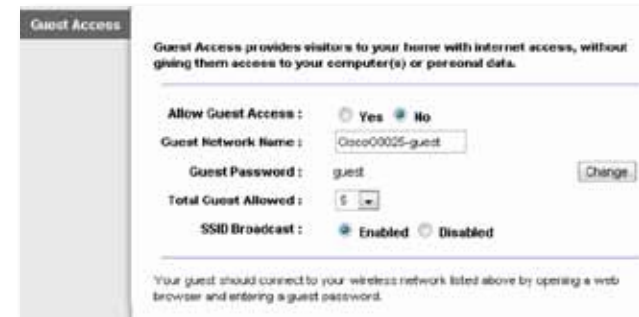 Guest Access
Guest Access provides visitors to your home with internet access, without
giving them access to your computer(s) or personal data.
Allow Guest Access : Yes No
Guest Network Name : Cisco00025-guest
Guest Password : guest Change
Total Guest Allowed : 5
SSID Broadcast : Enabled Disabled
Your guest should connect to your wireless network listed above by opening a web
browser and entering a guest password.